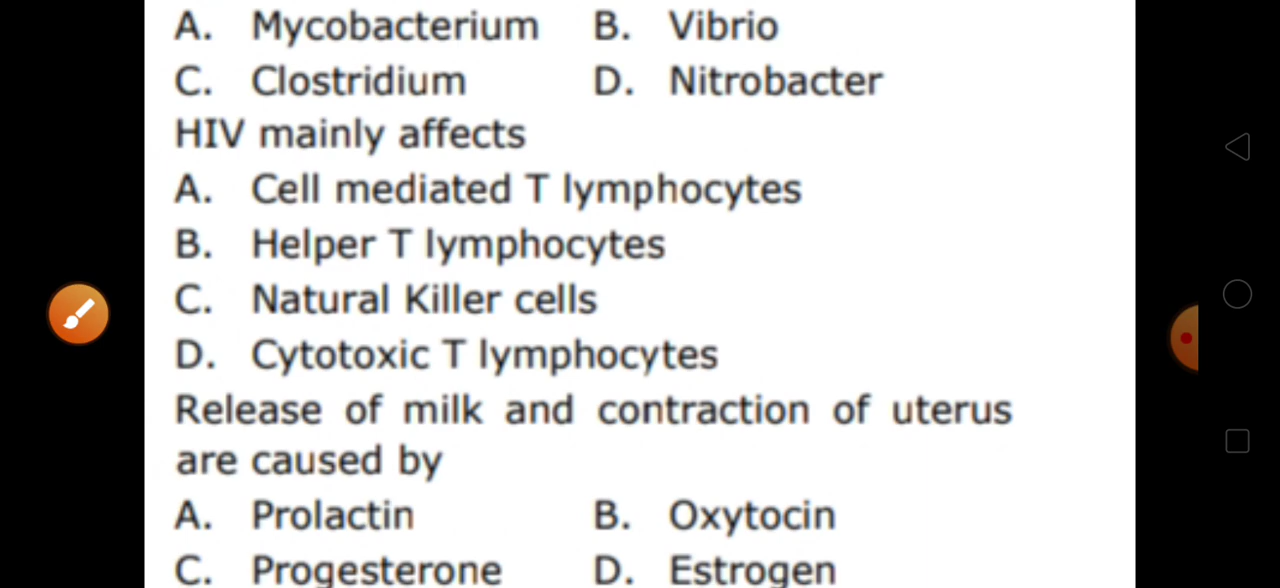 A. Mycobacterium B. Vibrio
C. Clostridium D. Nitrobacter
HIV mainly affects
A. Cell mediated T lymphocytes
B. Helper T lymphocytes
C. Natural Killer cells
D. Cytotoxic T lymphocytes
Release of milk and contraction of uterus
are caused by
A. Prolactin B. Oxytocin
C. Progesterone D. Estrogen